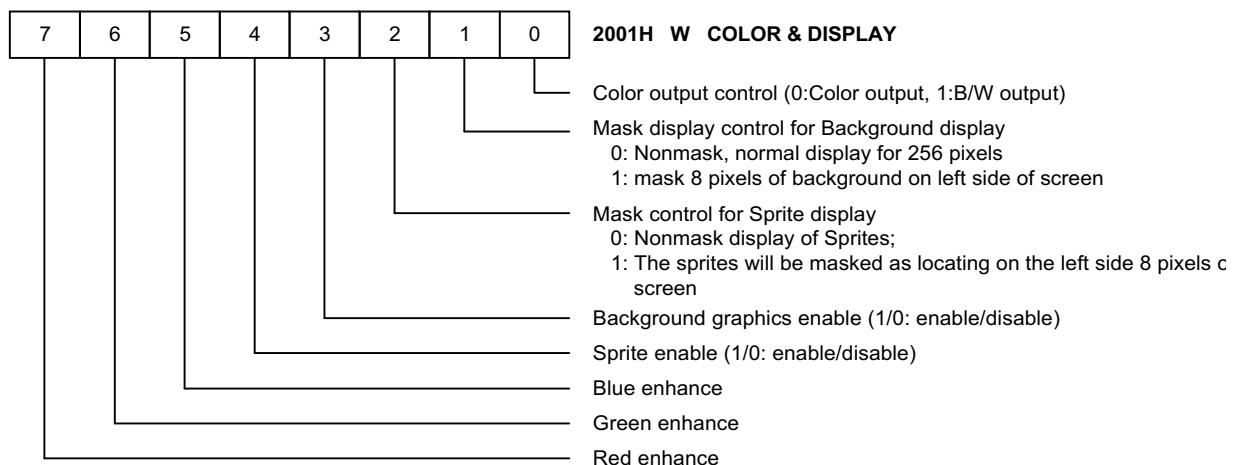 7 6 5 4 3 2 1 0 2001H W COLOR & DISPLAY
Color output control (0:Color output, 1:B/W output)
Mask display control for Background display
0: Nonmask, normal display for 256 pixels
1: mask 8 pixels of background on left side of screen
Mask control for Sprite display
0: Nonmask display of Sprites;
1: The sprites will be masked as locating on the left side 8 pixels
screen
Background graphics enable (1/0: enable/disable)
Sprite enable (1/0: enable/disable)
Blue enhance
Green enhance
Red enhance